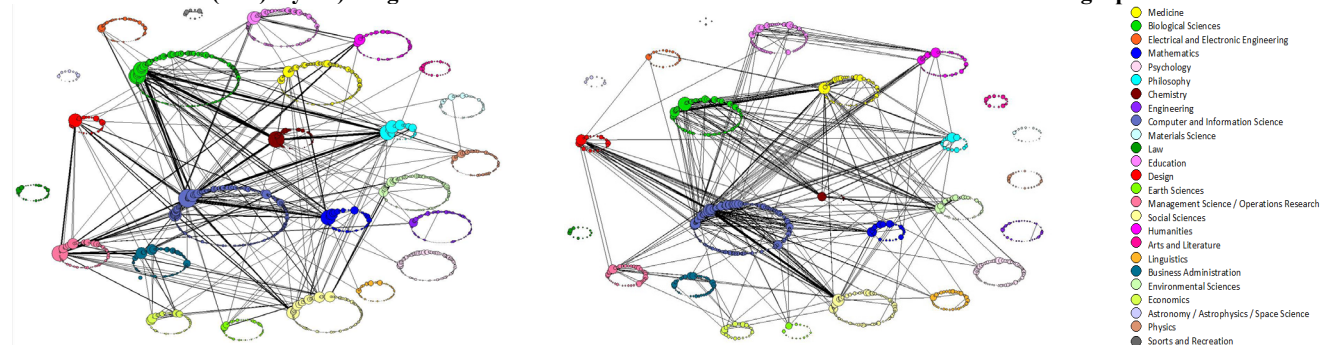 Medicine
Biological Sciences
Electrical and Electronic Engineering
Mathematics
Psychology
Philosophy
Chemistry
Engineering
Computer and Information Science
Materials Science
Law
Education
Design
Earth Sciences
Management Science / Operations Research
Social Sciences
Humanities
Arts and Literature
Linguistics
Business Administration
Environmental Sciences
Economics
Astronomy / Astrophysics / Space Science
Physics
Sports and Recreation